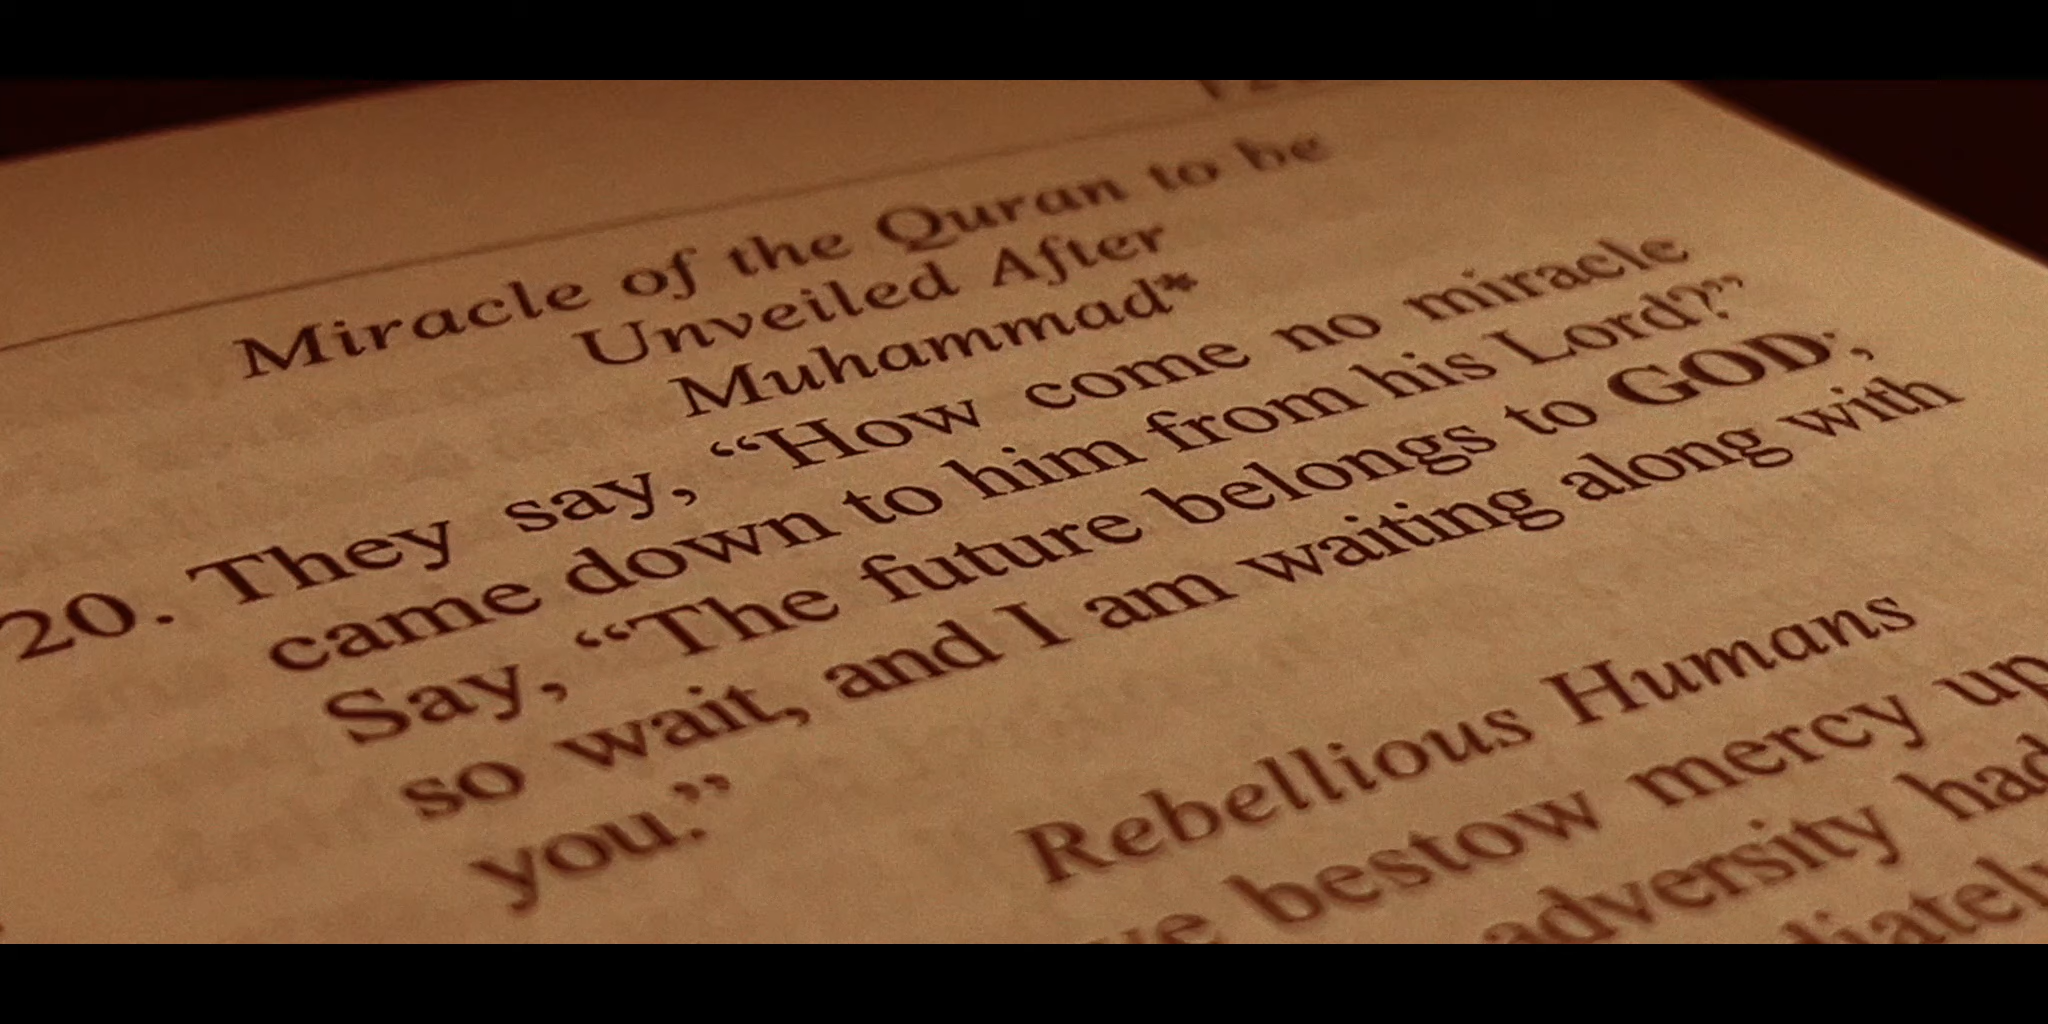 Miracle of the Quran to be
Unveiled After
Muhammad*
20. They say, “How come no miracle
came down to him from his Lord?”
Say, “The future belongs to GOD;
so wait, and I am waiting along with
you.”
Rebellious Humans
bestow mercy up
adversity had